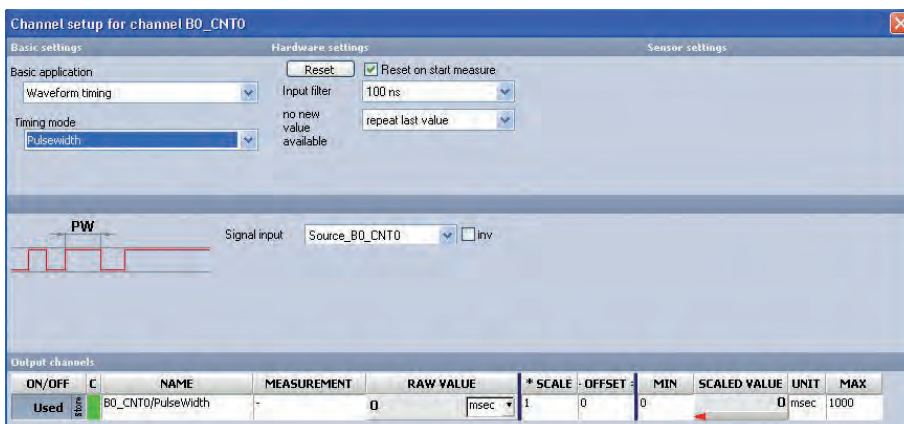 Channel setup for channel B0_CNT0
Basic settings Hardware settings Sensor settings
Basic application
Waveform timing
Timing mode
Pulsewidth
Reset Reset on start measure
Input filter 100 ns
no new value available repeat last value
PW
Signal input Source_B0_CNT0 inv
Output channels
ON/OFF C NAME MEASUREMENT RAW VALUE * SCALE - OFFSET = MIN SCALED VALUE UNIT MAX
Used store B0_CNT0/PulseWidth - 0 msec 1 0 0 0 msec 1000